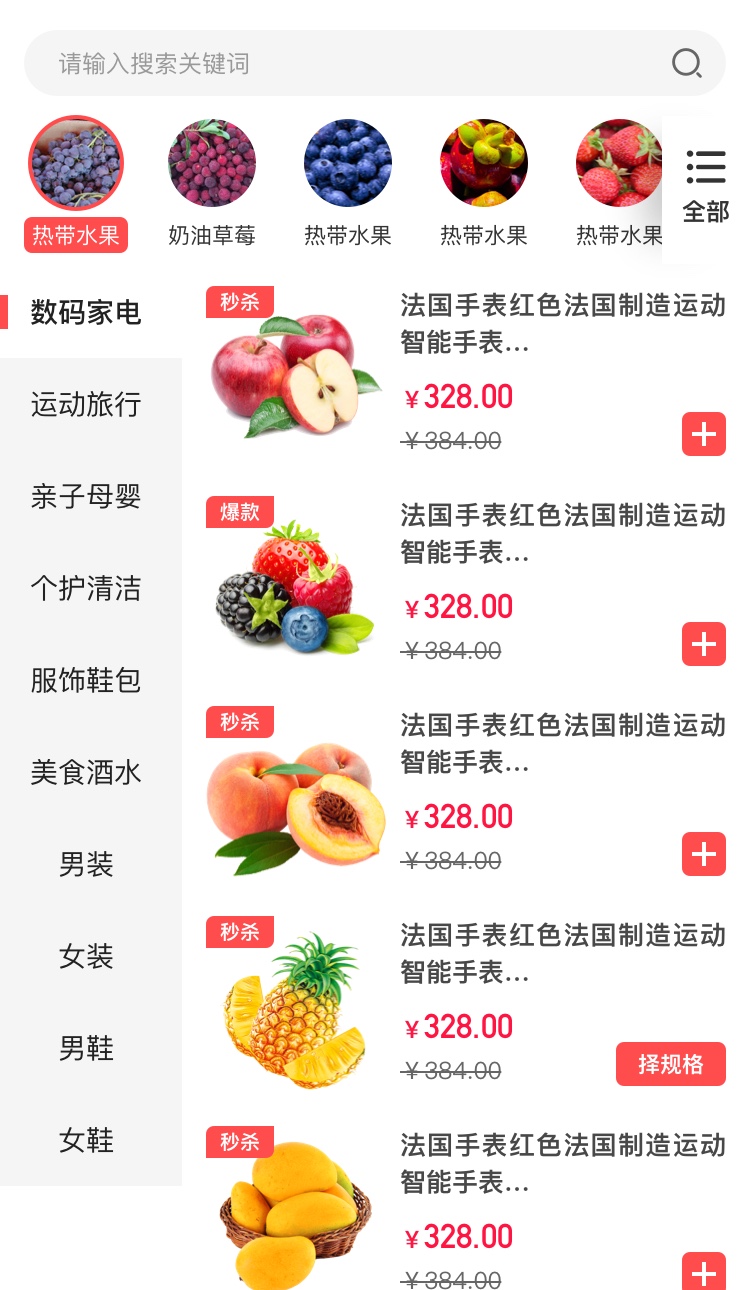 请输入搜索关键词
热带水果
奶油草莓
热带水果
热带水果
热带水果
全部
数码家电
运动旅行
亲子母婴
个护清洁
服饰鞋包
美食酒水
男装
女装
男鞋
女鞋
秒杀
法国手表红色法国制造运动
智能手表...
¥328.00
¥384.00
爆款
法国手表红色法国制造运动
智能手表...
¥328.00
¥384.00
秒杀
法国手表红色法国制造运动
智能手表...
¥328.00
¥384.00
秒杀
法国手表红色法国制造运动
智能手表...
¥328.00
¥384.00
择规格
秒杀
法国手表红色法国制造运动
智能手表...
¥328.00
¥384.00